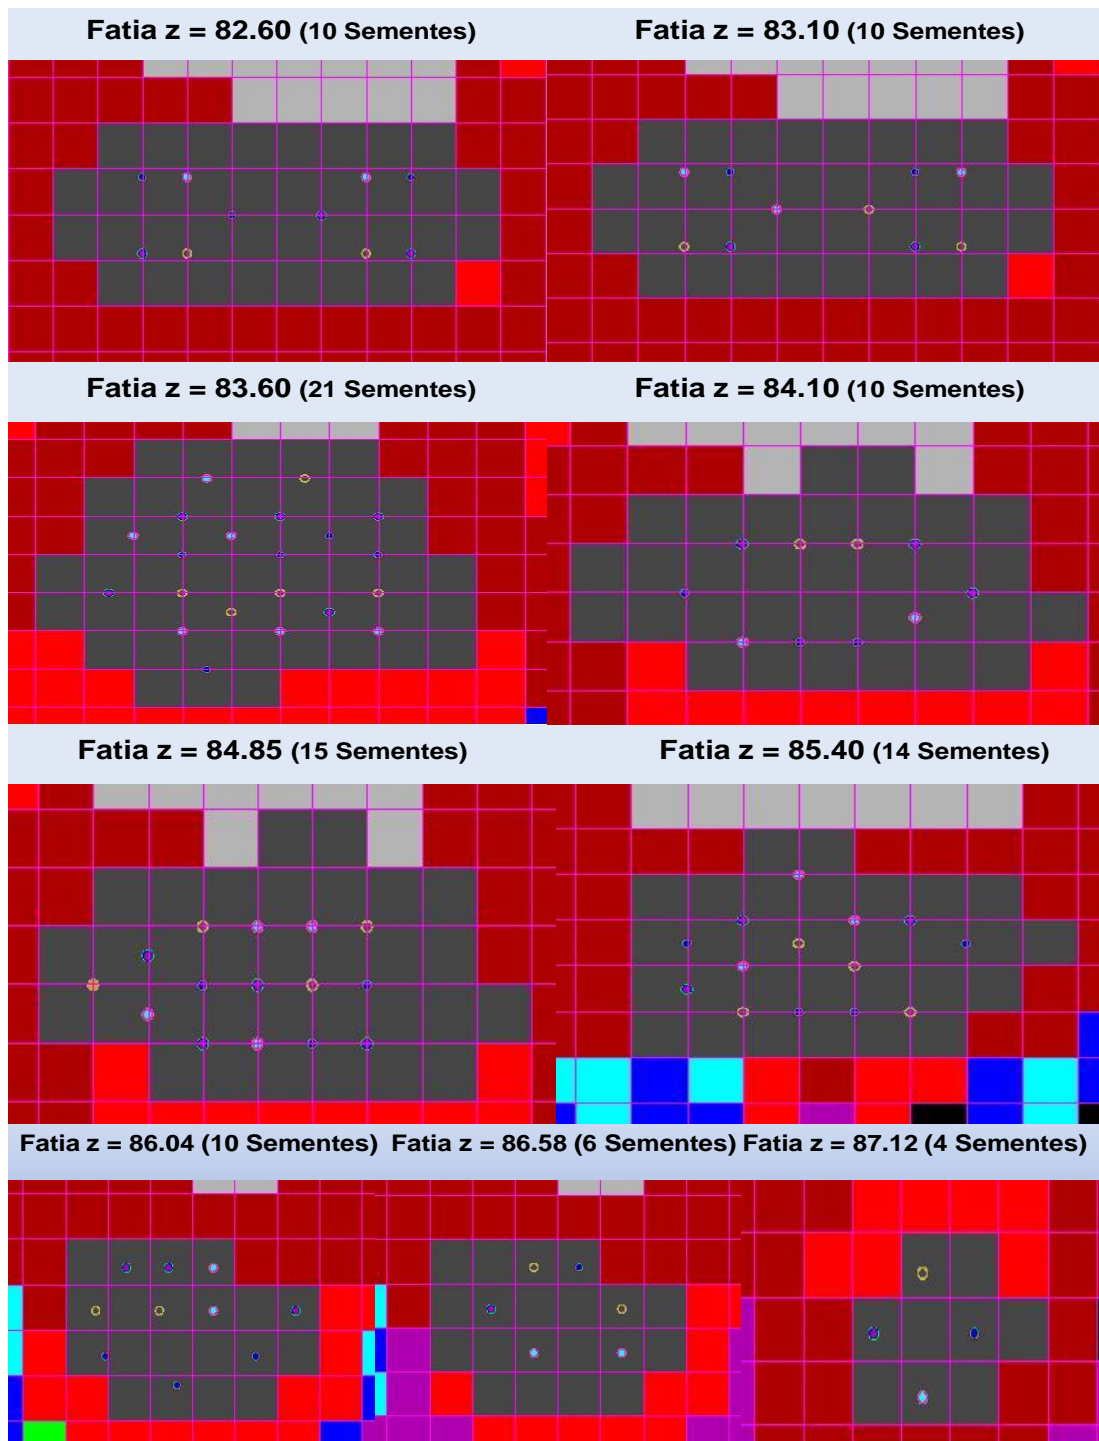 Fatia z = 82.60 (10 Sementes)
Fatia z = 83.10 (10 Sementes)
Fatia z = 83.60 (21 Sementes)
Fatia z = 84.10 (10 Sementes)
Fatia z = 84.85 (15 Sementes)
Fatia z = 85.40 (14 Sementes)
Fatia z = 86.04 (10 Sementes)
Fatia z = 86.58 (6 Sementes)
Fatia z = 87.12 (4 Sementes)